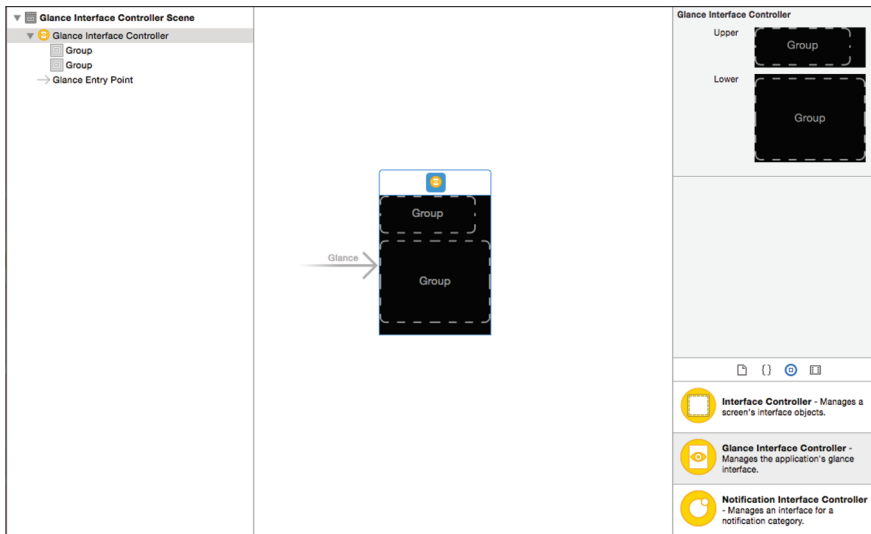 Glance Interface Controller Scene
Glance Interface Controller
Group
Group
Glance Entry Point
Glance
Group
Group
Glance Interface Controller
Upper
Group
Lower
Group
Interface Controller - Manages a
screen's interface objects.
Glance Interface Controller -
Manages the application's glance
interface.
Notification Interface Controller
- Manages an interface for a
notification category.